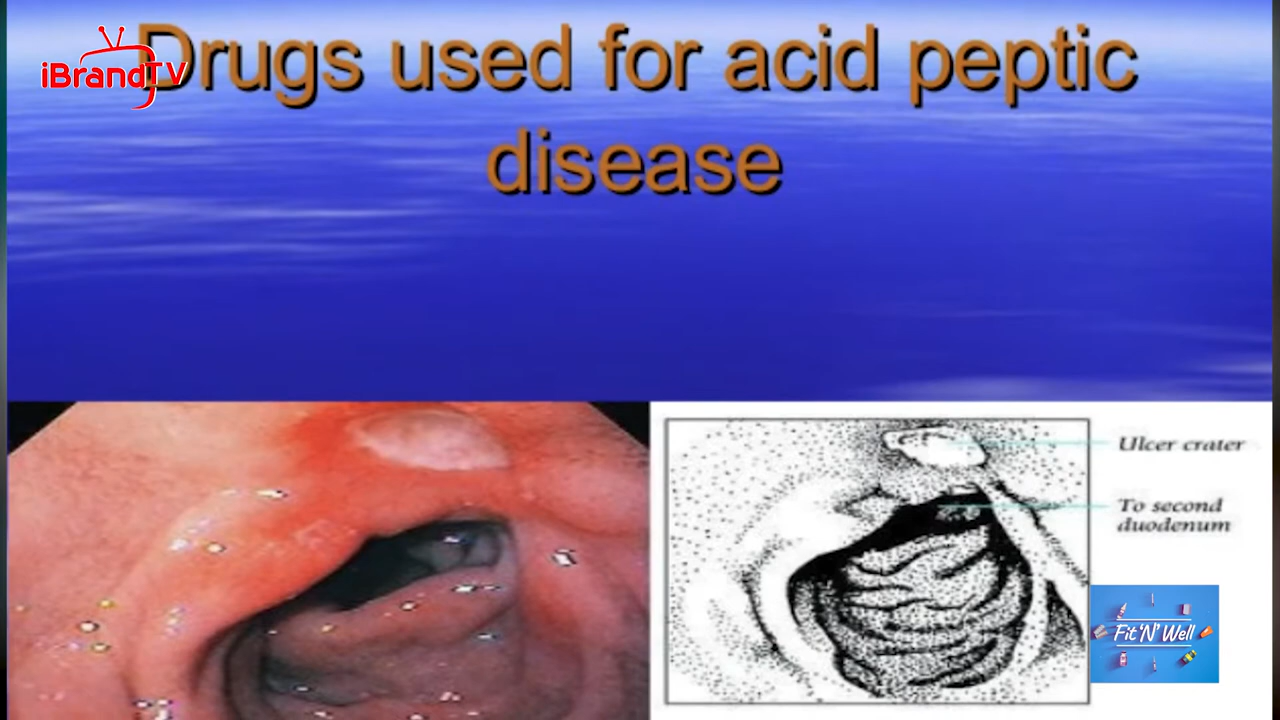 iBrandTV
Drugs used for acid peptic
disease
Ulcer crater
To second
duodenum
Fit 'N' Well